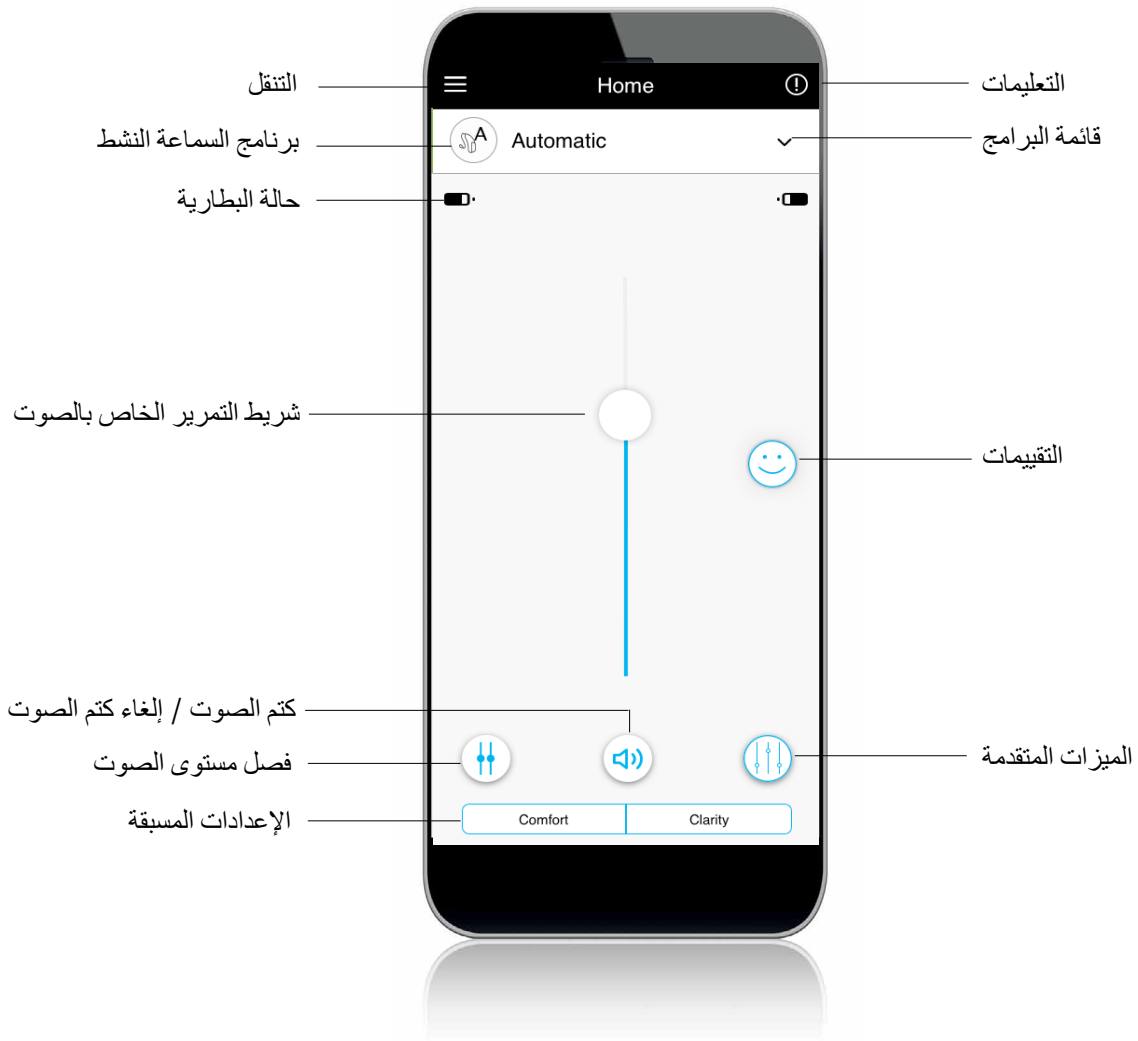 التنقل
Home
التعليمات
برنامج السماعة النشط
A
Automatic
قائمة البرامج
حالة البطارية
شريط التمرير الخاص بالصوت
التقييمات
كتم الصوت / إلغاء كتم الصوت
فصل مستوى الصوت
الميزات المتقدمة
الإعدادات المسبقة
Comfort
Clarity